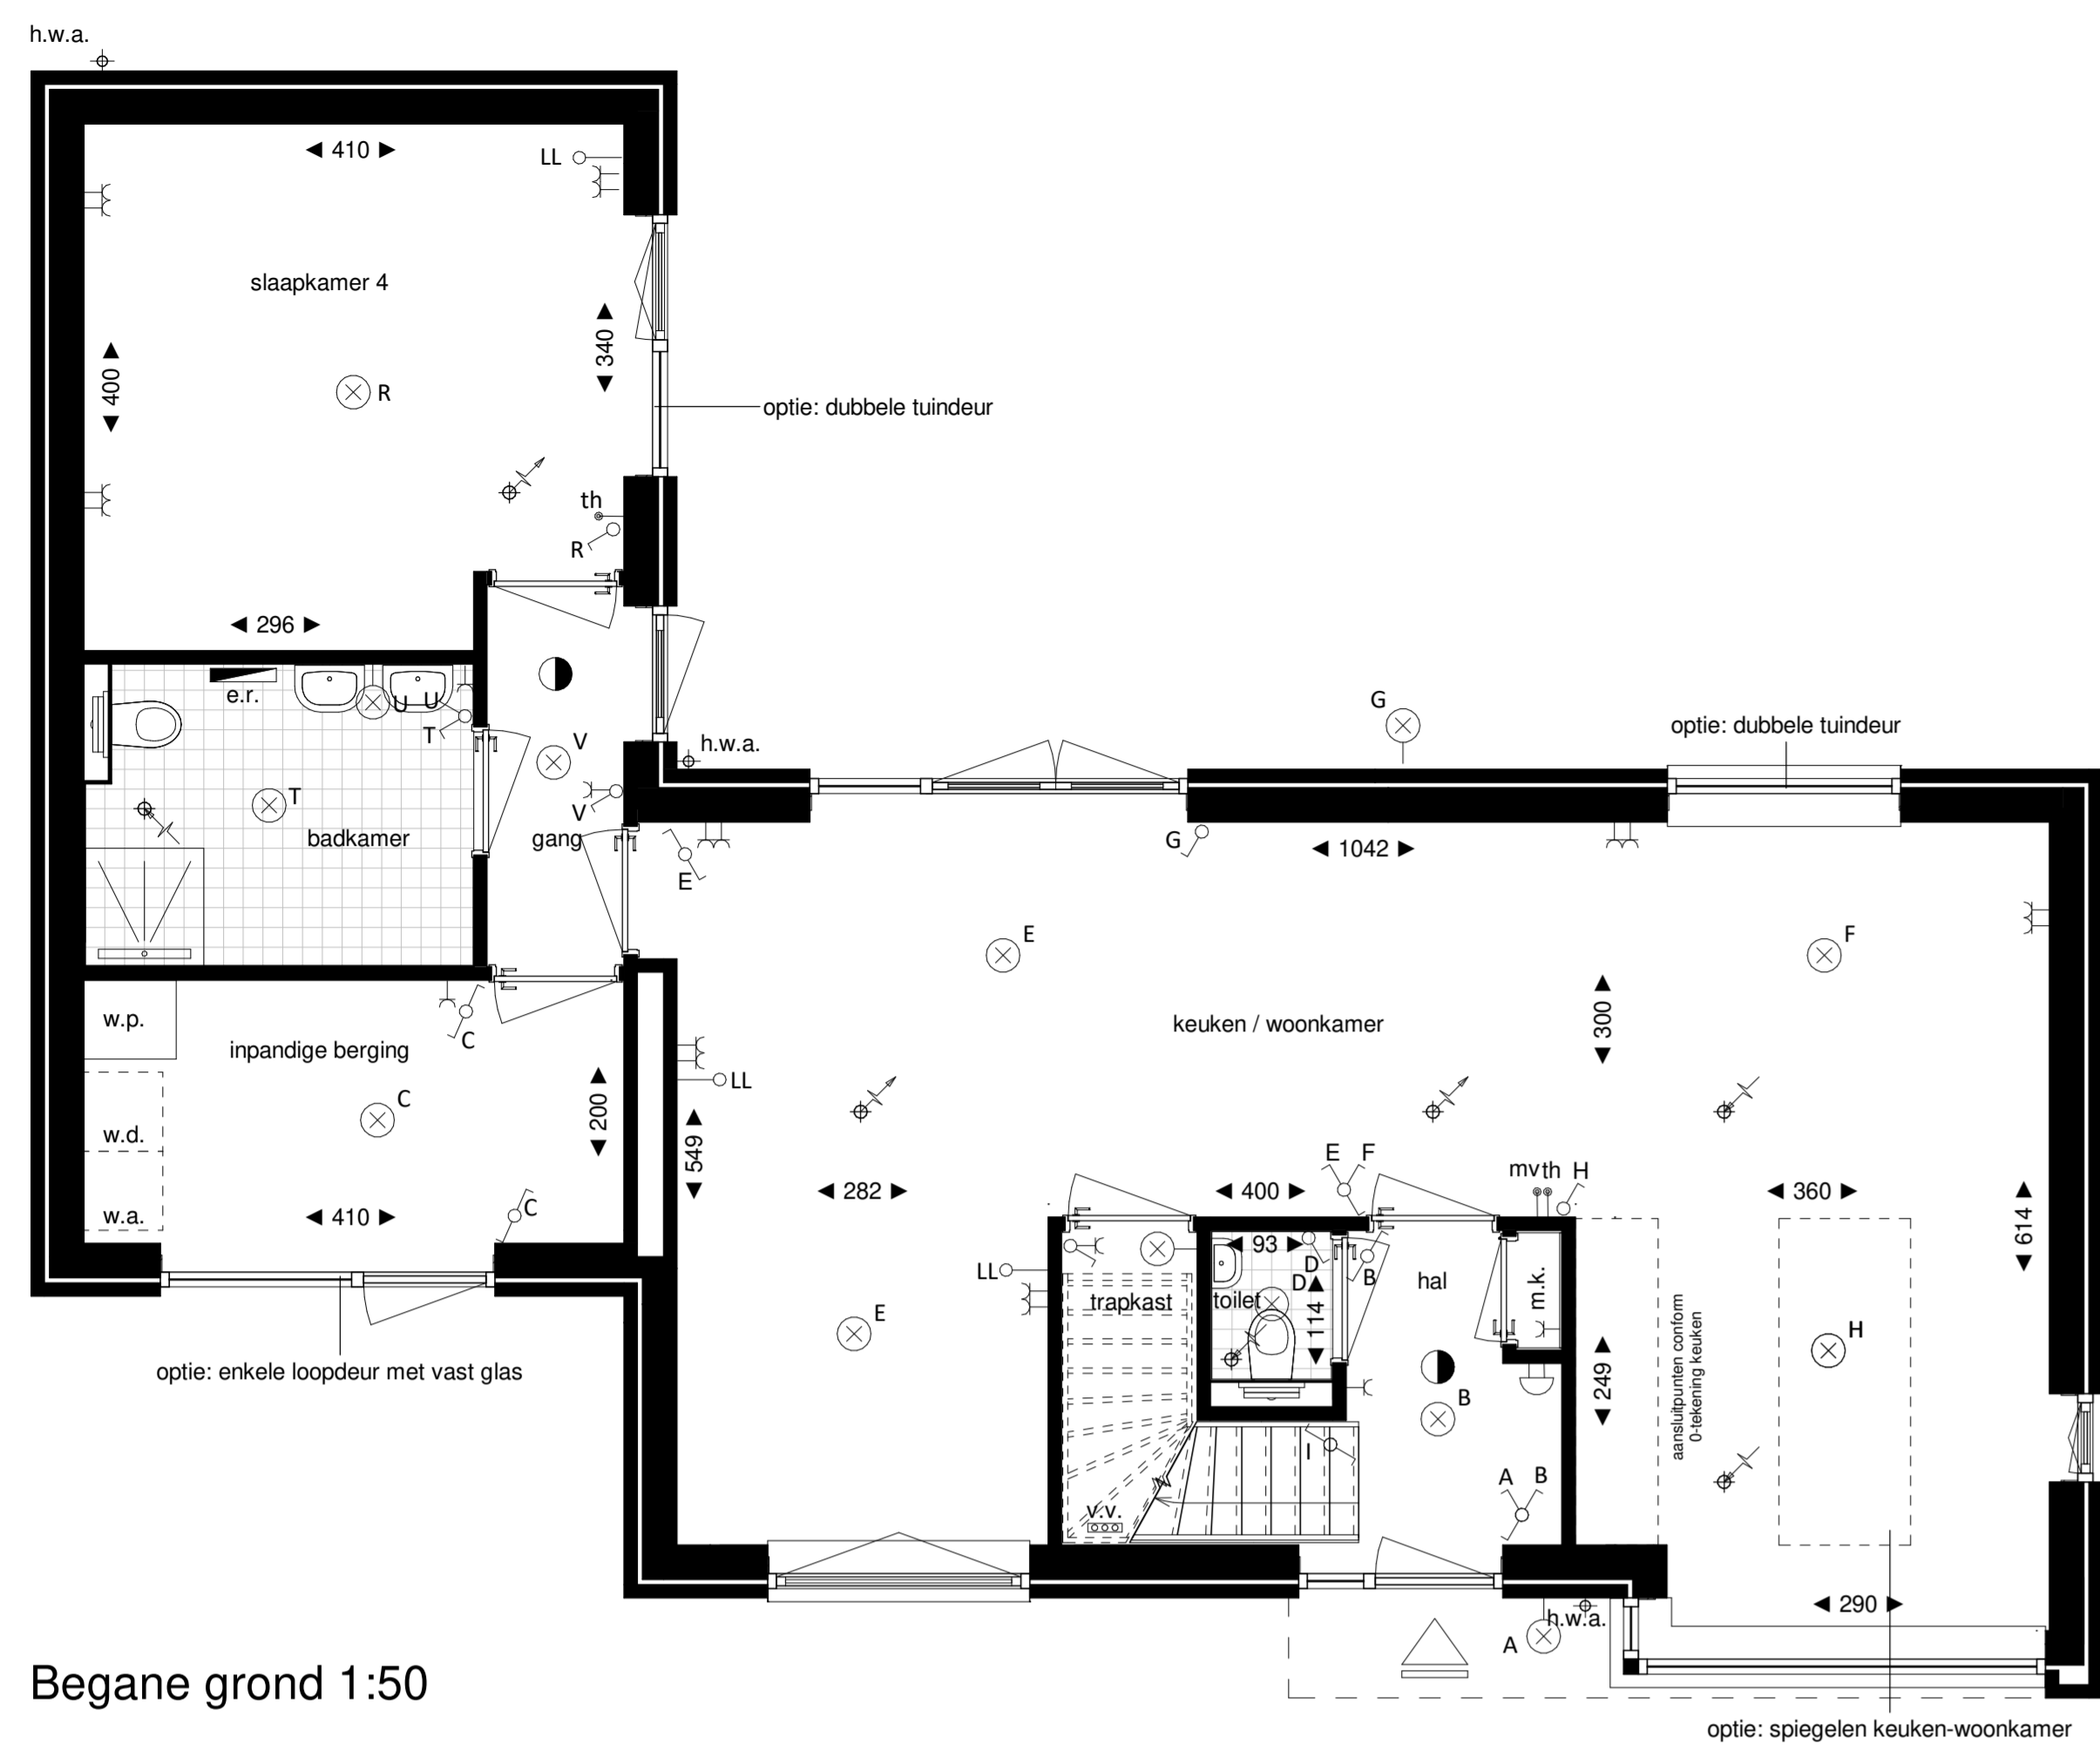 h.w.a.
◄ 410 ►
LL
slaapkamer 4
◄ 340 ►
◄ 400 ►
R
optie: dubbele tuindeur
th
R
◄ 296 ►
e.r.
U
U
T
T
badkamer
V
V
gang
h.w.a.
G
optie: dubbele tuindeur
E
G
◄ 1042 ►
E
F
w.p.
C
inpandige berging
keuken / woonkamer
◄ 300 ►
C
LL
w.d.
◄ 200 ►
◄ 549 ►
E F
mv th H
◄ 282 ►
◄ 400 ►
◄ 360 ►
w.a.
◄ 410 ►
C
◄ 614 ►
◄ 93 ►
LL
D
B
hal
m.k.
D
trapkast
toilet
◄ 114 ►
E
H
optie: enkele loopdeur met vast glas
◄ 249 ►
aansluitpunten conform
0-tekening keuken
B
I
A B
v.v.
◄ 290 ►
h.w.a.
A
Begane grond 1:50
optie: spiegelen keuken-woonkamer